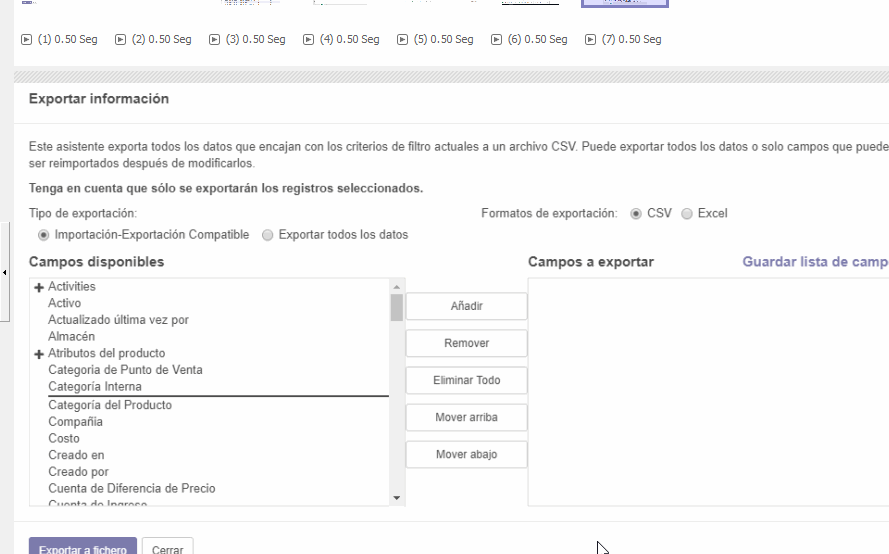 (1) 0.50 Seg (2) 0.50 Seg (3) 0.50 Seg (4) 0.50 Seg (5) 0.50 Seg (6) 0.50 Seg (7) 0.50 Seg
Exportar información
Este asistente exporta todos los datos que encajan con los criterios de filtro actuales a un archivo CSV. Puede exportar todos los datos o solo campos que puede
ser reimportados después de modificarlos.
Tenga en cuenta que sólo se exportarán los registros seleccionados.
Tipo de exportación: Formatos de exportación: CSV Excel
Importación-Exportación Compatible Exportar todos los datos
Campos disponibles Campos a exportar Guardar lista de camp
Activities
Activo
Actualizado última vez por
Almacén
Atributos del producto
Categoria de Punto de Venta
Categoría Interna
Categoría del Producto
Compañia
Costo
Creado en
Creado por
Cuenta de Diferencia de Precio
Cuenta de Ingreso
Añadir
Remover
Eliminar Todo
Mover arriba
Mover abajo
Exportar a fichero Cerrar